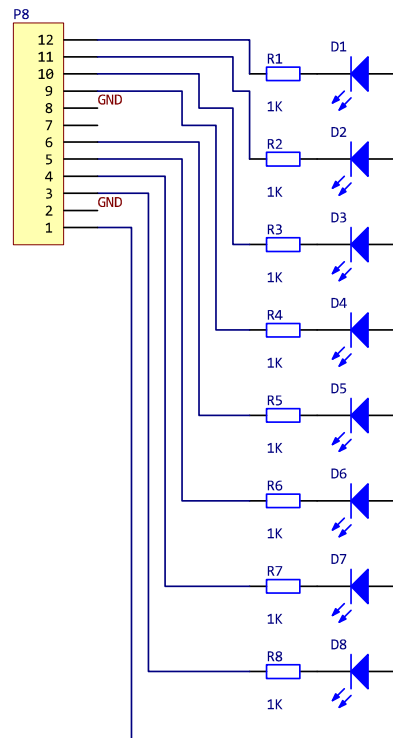 P8
12
11
10
9
GND
8
7
6
5
4
3
GND
2
1
R1
D1
1K
R2
D2
1K
R3
D3
1K
R4
D4
1K
R5
D5
1K
R6
D6
1K
R7
D7
1K
R8
D8
1K